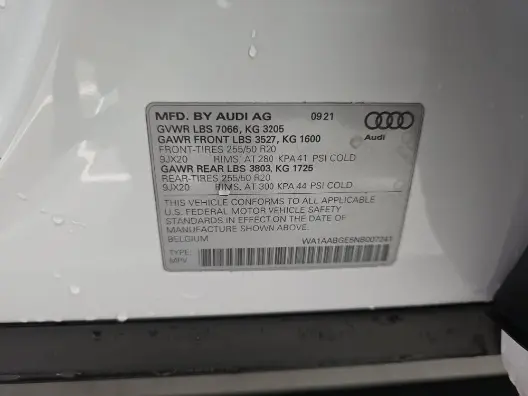 MFD. BY AUDI AG 09 21
GVWR LBS 7066, KG 3205
GAWR FRONT LBS 3527, KG 1600
FRONT-TIRES 255/50 R20
9JX20 RIMS, AT 280 KPA 41 PSI COLD
GAWR REAR LBS 3803, KG 1725
REAR-TIRES 255/50 R20
9JX20 RIMS, AT 300 KPA 44 PSI COLD
Audi
THIS VEHICLE CONFORMS TO ALL APPLICABLE
U.S. FEDERAL MOTOR VEHICLE SAFETY
STANDARDS IN EFFECT ON THE DATE OF
MANUFACTURE SHOWN ABOVE.
BELGIUM
WA1AABGE5NB007241
TYPE:
MPV